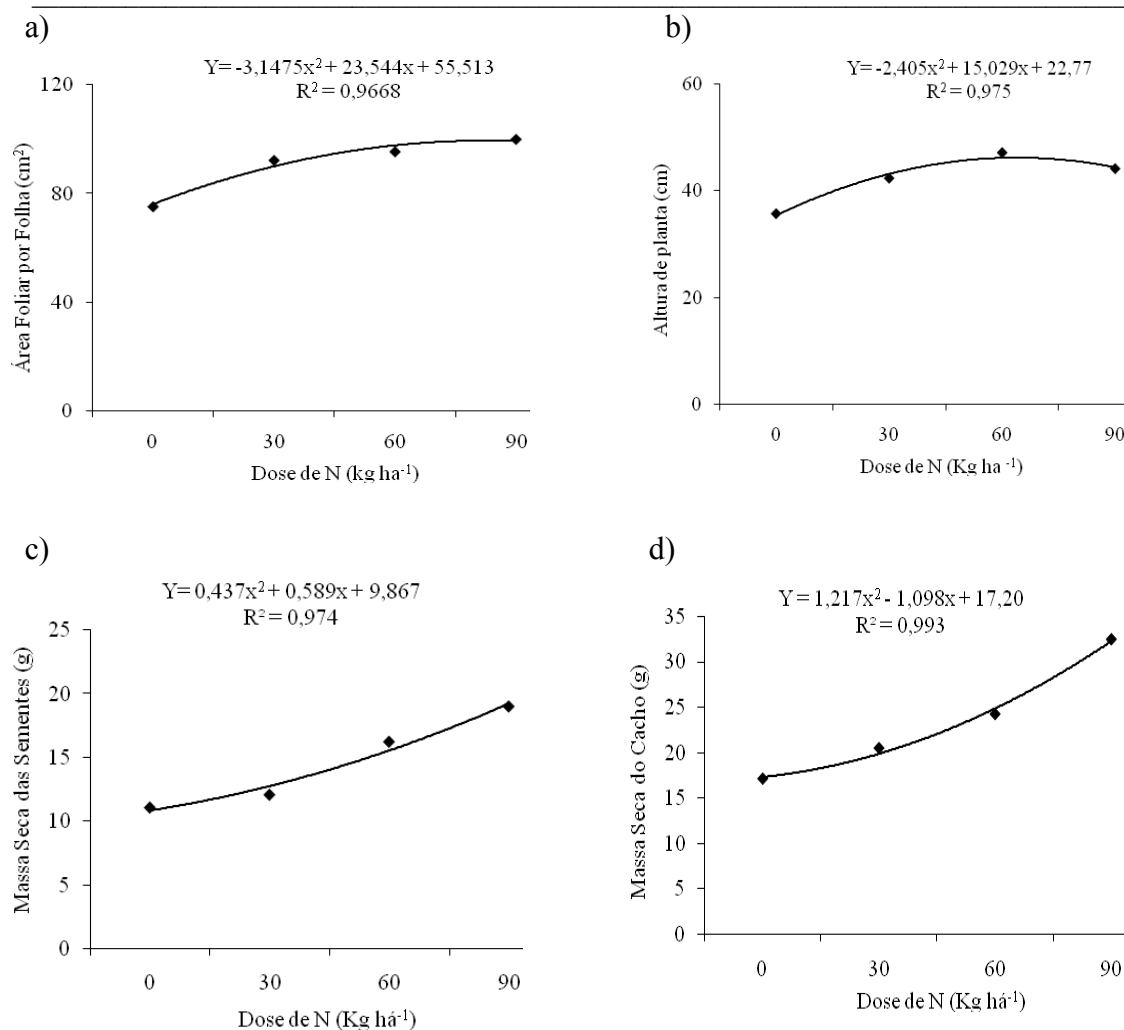 a)
Y= -3,1475x² + 23,544x + 55,513
R² = 0,9668
Área Foliar por Folha (cm²)
120
80
40
0
0 30 60 90
Dose de N (kg ha⁻¹)
b)
Y= -2,405x² + 15,029x + 22,77
R² = 0,975
Altura de planta (cm)
60
40
20
0
0 30 60 90
Dose de N (Kg ha⁻¹)
c)
Y= 0,437x² + 0,589x + 9,867
R² = 0,974
Massa Seca das Sementes (g)
25
20
15
10
5
0
0 30 60 90
Dose de N (Kg há⁻¹)
d)
Y = 1,217x² - 1,098x + 17,20
R² = 0,993
Massa Seca do Cacho (g)
35
30
25
20
15
10
5
0
0 30 60 90
Dose de N (Kg há⁻¹)